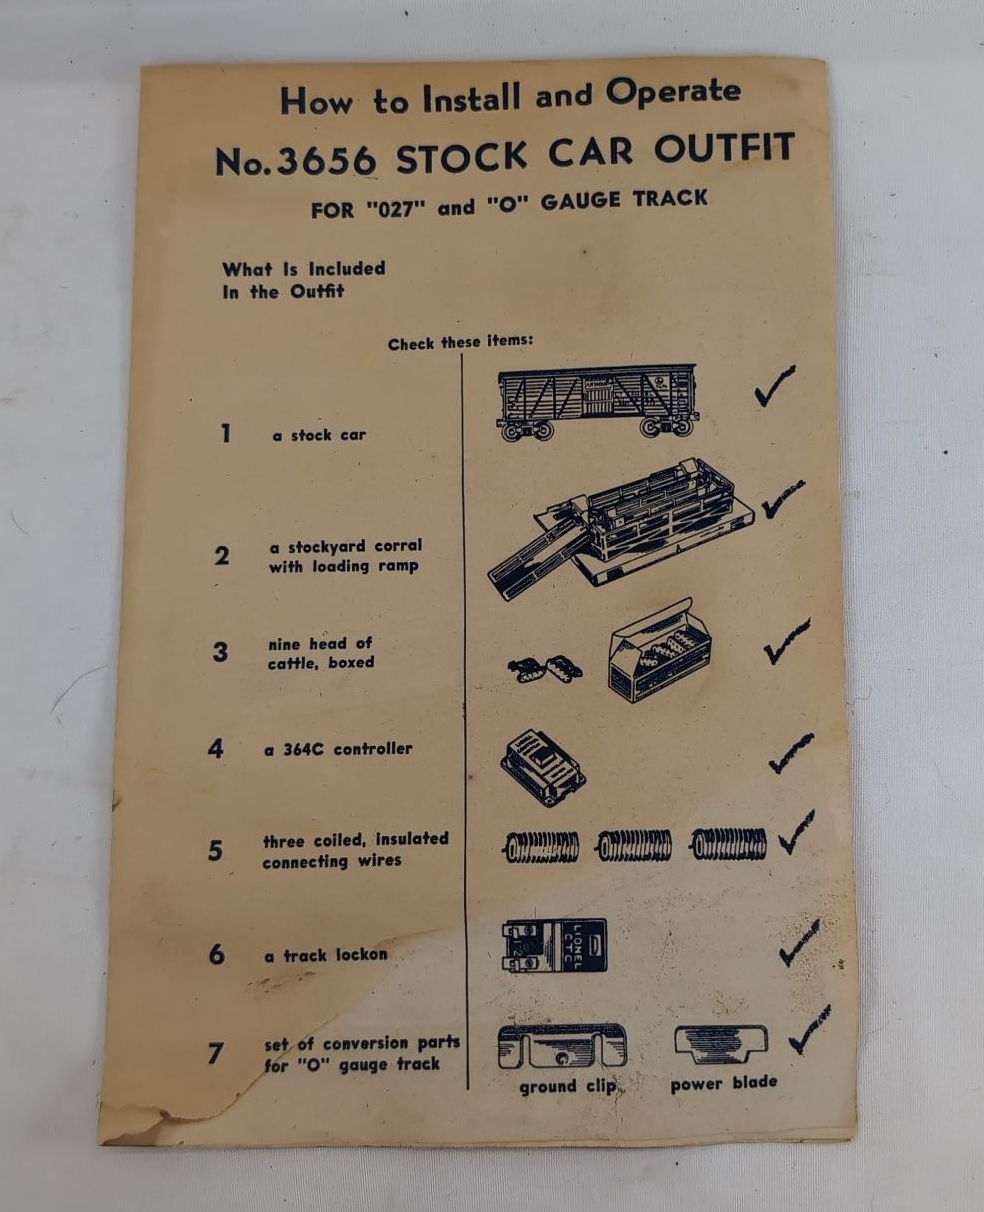 How to Install and Operate
No. 3656 STOCK CAR OUTFIT
FOR "027" and "O" GAUGE TRACK
What Is Included
In the Outfit
Check these items:
1 a stock car
ARMOUR
2 a stockyard corral
with loading ramp
3 nine head of
cattle, boxed
4 a 364C controller
5 three coiled, insulated
connecting wires
6 a track lockon
LIONEL
CTC
7 set of conversion parts
for "O" gauge track
ground clip
power blade